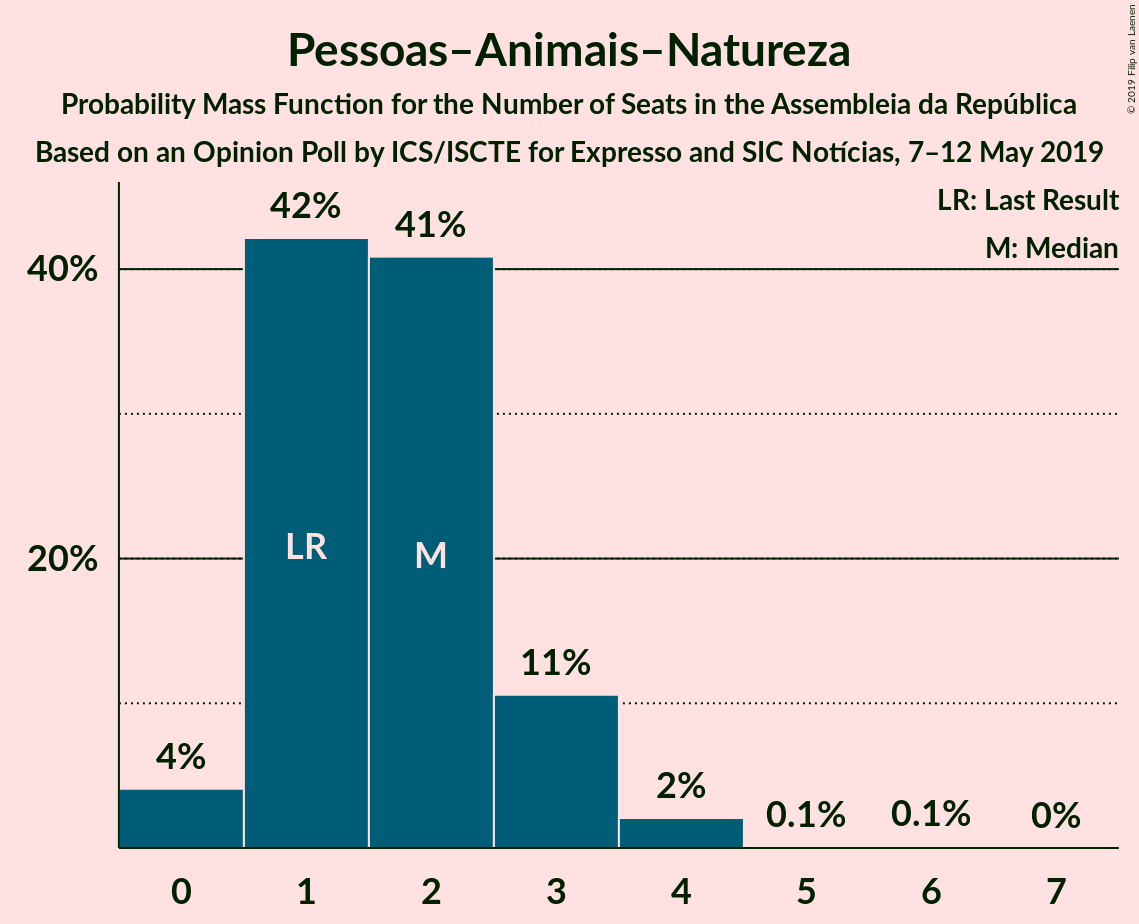 Pessoas–Animais–Natureza
Probability Mass Function for the Number of Seats in the Assembleia da República
Based on an Opinion Poll by ICS/ISCTE for Expresso and SIC Notícias, 7–12 May 2019
© 2019 Filip van Laenen
LR: Last Result
M: Median
42%
41%
40%
LR
M
20%
11%
4%
2%
0.1%
0.1%
0%
0 1 2 3 4 5 6 7